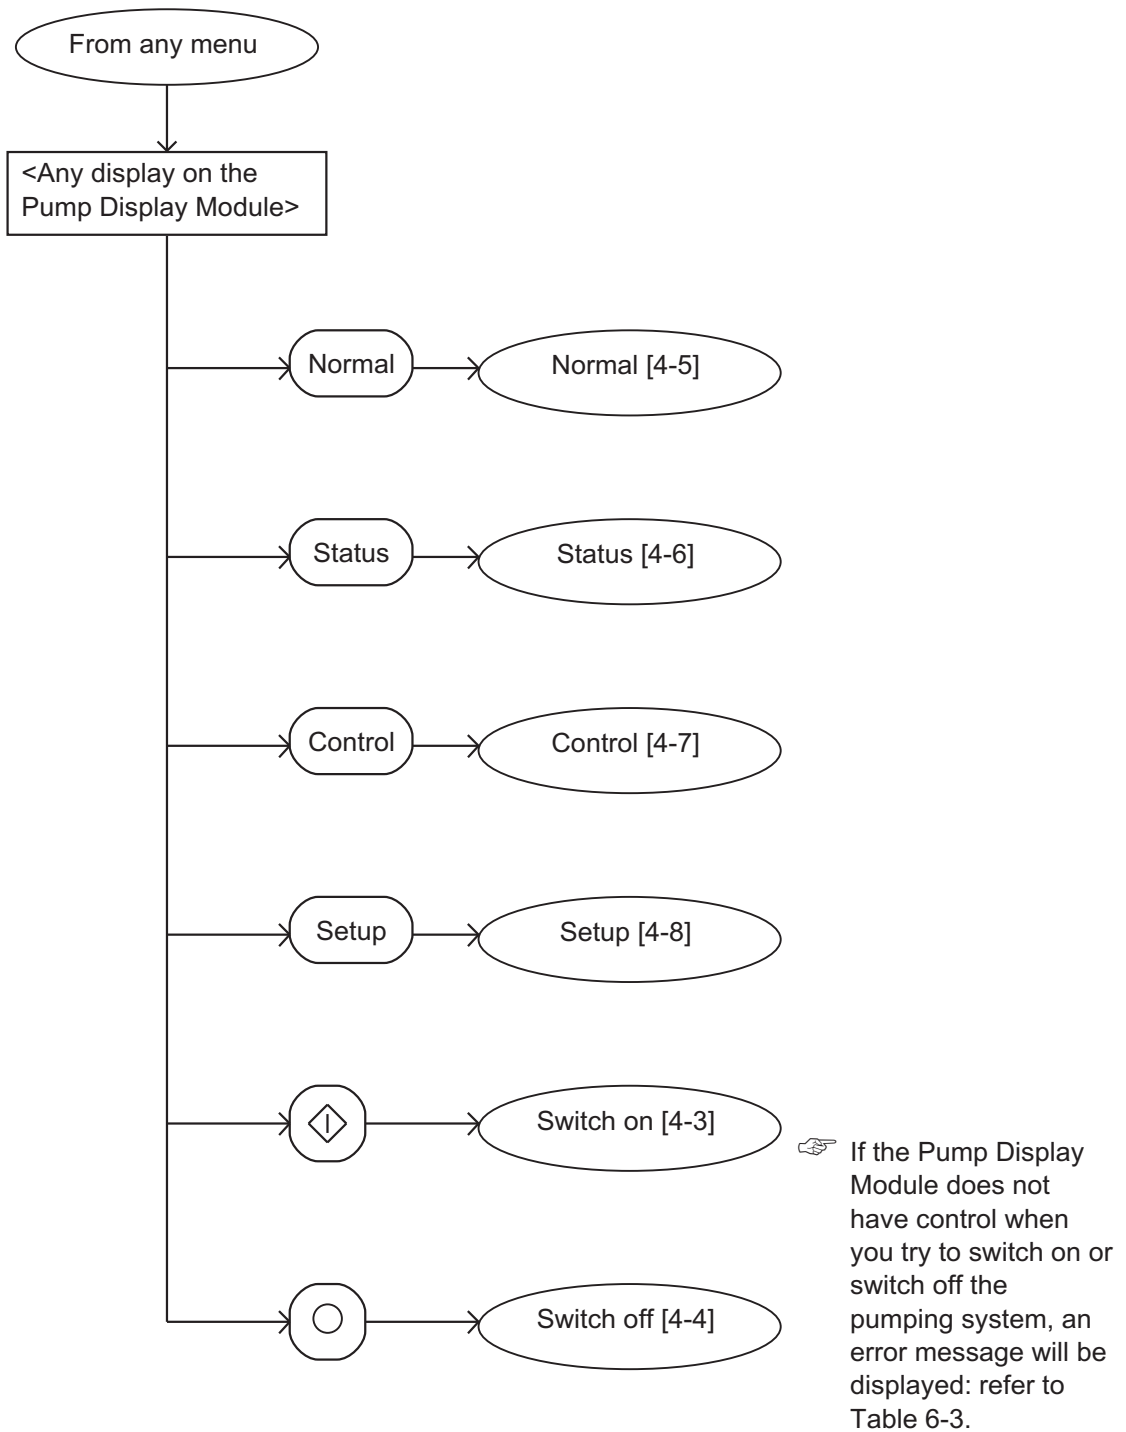 From any menu
<Any display on the
Pump Display Module>
Normal
Normal [4-5]
Status
Status [4-6]
Control
Control [4-7]
Setup
Setup [4-8]
Switch on [4-3]
Switch off [4-4]
If the Pump Display
Module does not
have control when
you try to switch on or
switch off the
pumping system, an
error message will be
displayed: refer to
Table 6-3.